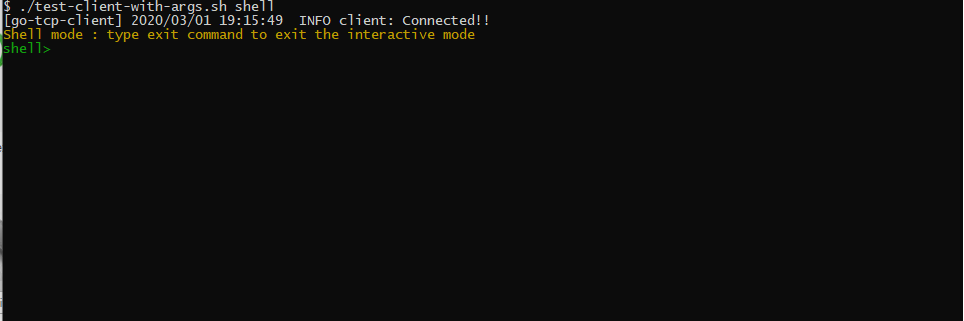 $ ./test-client-with-args.sh shell
[go-tcp-client] 2020/03/01 19:15:49  INFO client: Connected!!
Shell mode : type exit command to exit the interactive mode
shell>